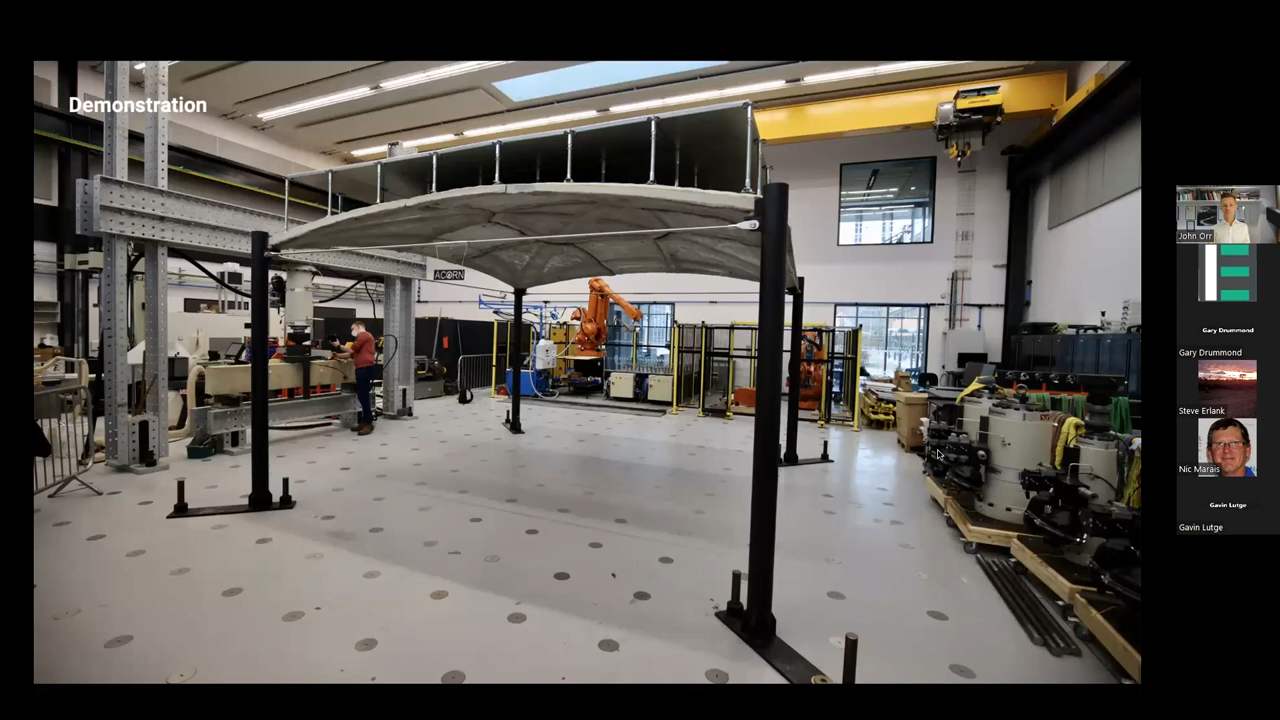 Demonstration
ACORN
John Orr
Gary Drummond
Gary Drummond
Steve Erlank
Nic Marais
Gavin Lutge
Gavin Lutge